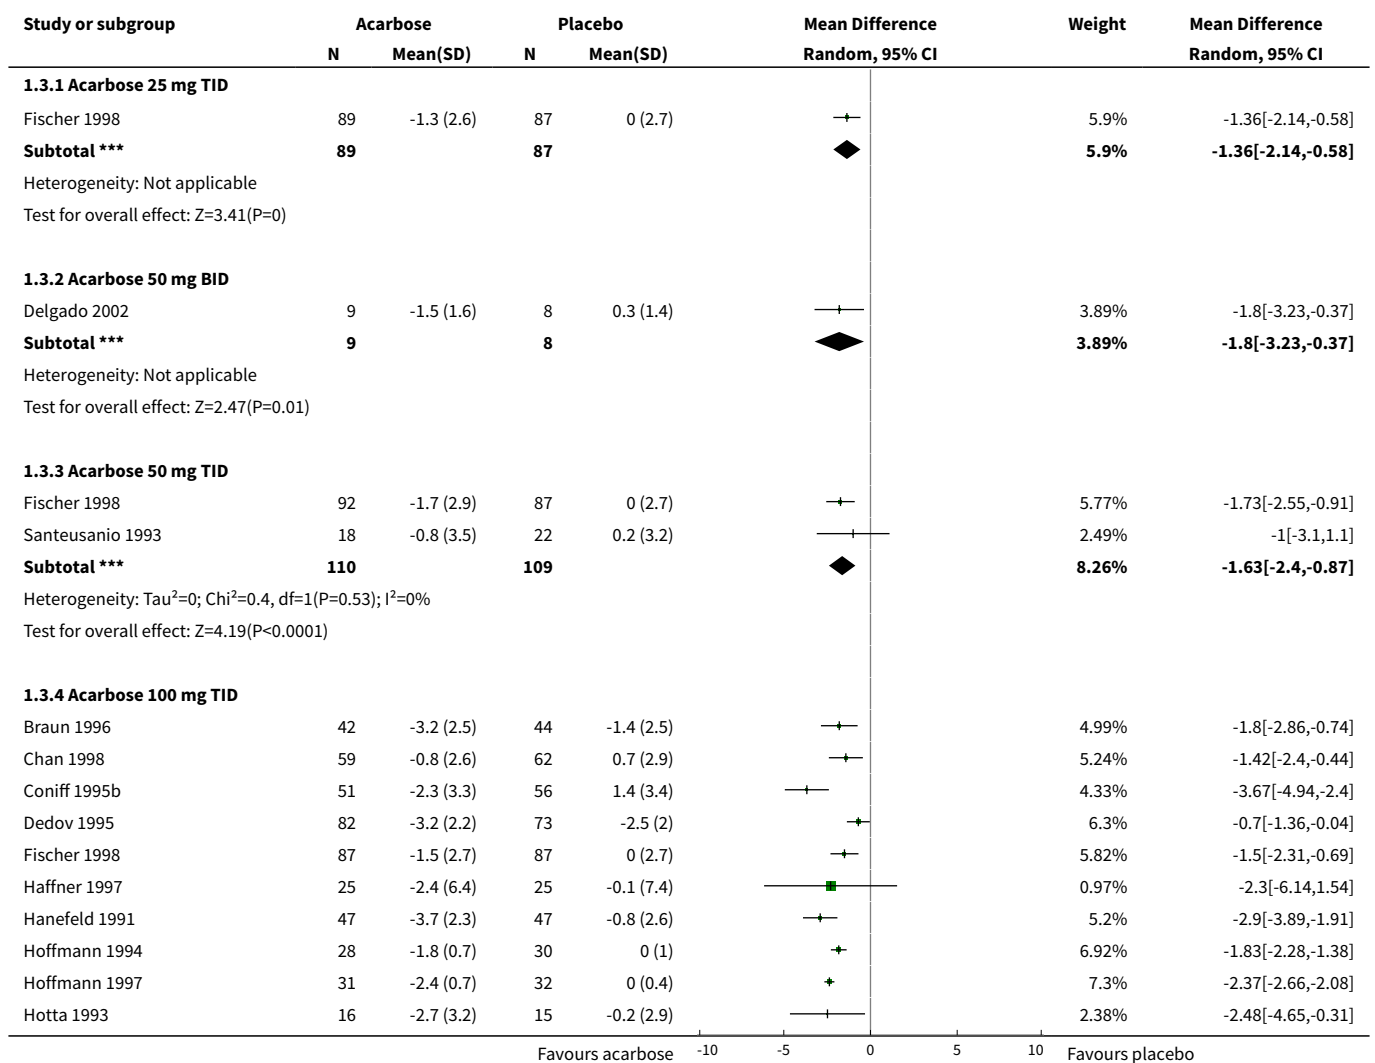 Study or subgroup Acarbose Placebo Mean Difference Weight Mean Difference
N Mean(SD) N Mean(SD) Random, 95% CI Random, 95% CI
1.3.1 Acarbose 25 mg TID
Fischer 1998 89 -1.3 (2.6) 87 0 (2.7) 5.9% -1.36[-2.14,-0.58]
Subtotal *** 89 87 5.9% -1.36[-2.14,-0.58]
Heterogeneity: Not applicable
Test for overall effect: Z=3.41(P=0)
1.3.2 Acarbose 50 mg BID
Delgado 2002 9 -1.5 (1.6) 8 0.3 (1.4) 3.89% -1.8[-3.23,-0.37]
Subtotal *** 9 8 3.89% -1.8[-3.23,-0.37]
Heterogeneity: Not applicable
Test for overall effect: Z=2.47(P=0.01)
1.3.3 Acarbose 50 mg TID
Fischer 1998 92 -1.7 (2.9) 87 0 (2.7) 5.77% -1.73[-2.55,-0.91]
Santeusanio 1993 18 -0.8 (3.5) 22 0.2 (3.2) 2.49% -1[-3.1,1.1]
Subtotal *** 110 109 8.26% -1.63[-2.4,-0.87]
Heterogeneity: Tau²=0; Chi²=0.4, df=1(P=0.53); I²=0%
Test for overall effect: Z=4.19(P<0.0001)
1.3.4 Acarbose 100 mg TID
Braun 1996 42 -3.2 (2.5) 44 -1.4 (2.5) 4.99% -1.8[-2.86,-0.74]
Chan 1998 59 -0.8 (2.6) 62 0.7 (2.9) 5.24% -1.42[-2.4,-0.44]
Coniff 1995b 51 -2.3 (3.3) 56 1.4 (3.4) 4.33% -3.67[-4.94,-2.4]
Dedov 1995 82 -3.2 (2.2) 73 -2.5 (2) 6.3% -0.7[-1.36,-0.04]
Fischer 1998 87 -1.5 (2.7) 87 0 (2.7) 5.82% -1.5[-2.31,-0.69]
Haffner 1997 25 -2.4 (6.4) 25 -0.1 (7.4) 0.97% -2.3[-6.14,1.54]
Hanefeld 1991 47 -3.7 (2.3) 47 -0.8 (2.6) 5.2% -2.9[-3.89,-1.91]
Hoffmann 1994 28 -1.8 (0.7) 30 0 (1) 6.92% -1.83[-2.28,-1.38]
Hoffmann 1997 31 -2.4 (0.7) 32 0 (0.4) 7.3% -2.37[-2.66,-2.08]
Hotta 1993 16 -2.7 (3.2) 15 -0.2 (2.9) 2.38% -2.48[-4.65,-0.31]
Favours acarbose -10 -5 0 5 10 Favours placebo